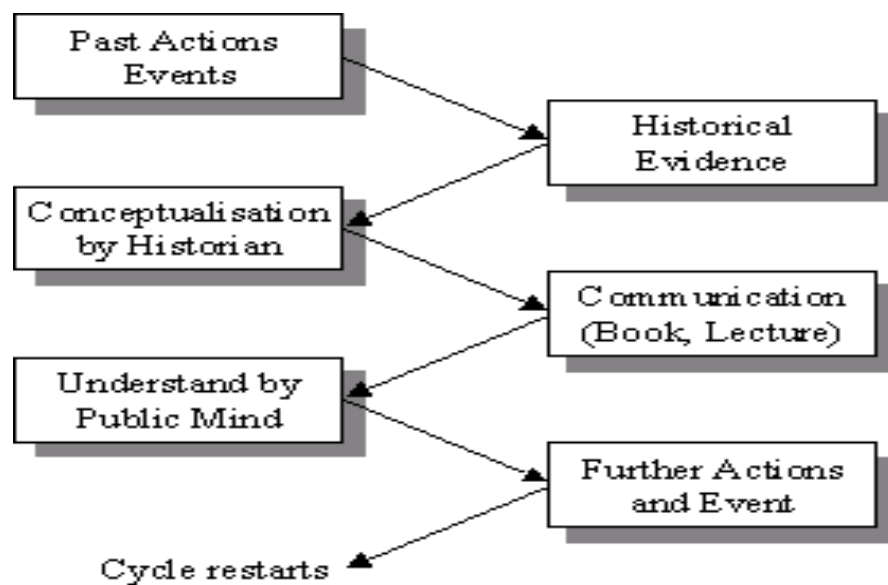 Past Actions
Events
Historical
Evidence
Conceptualisation
by Historian
Communication
(Book, Lecture)
Understand by
Public Mind
Further Actions
and Event
Cycle restarts